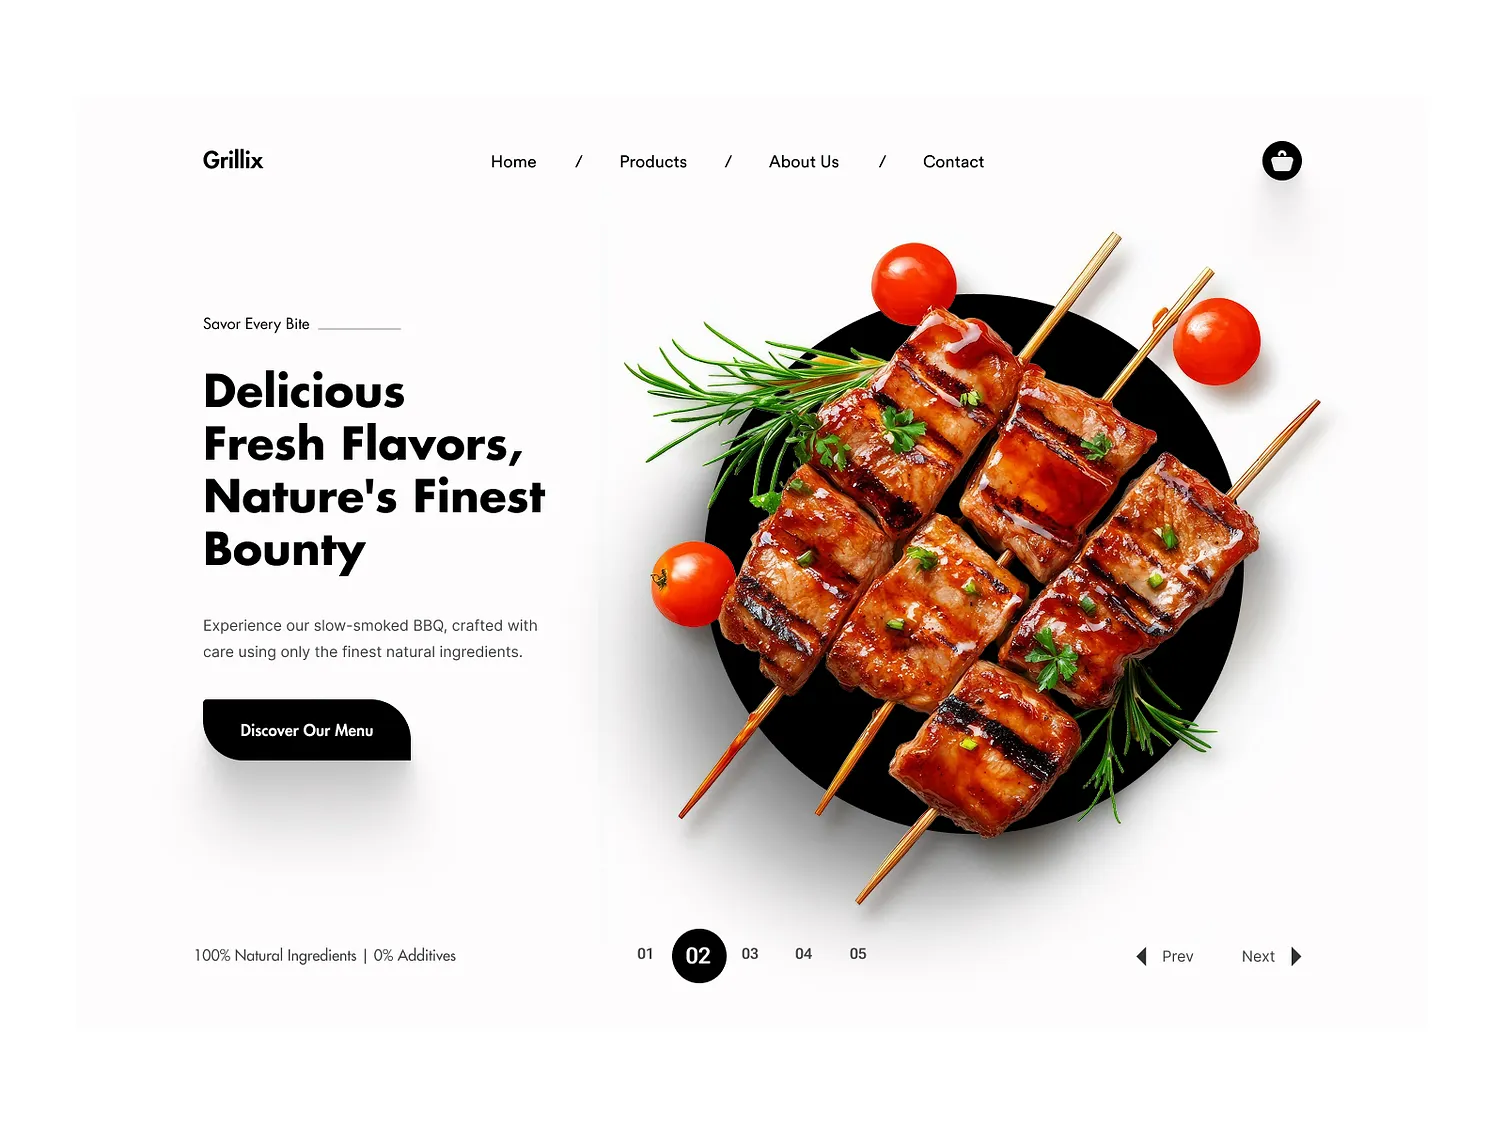 Grillix
Home / Products / About Us / Contact
Savor Every Bite
Delicious
Fresh Flavors,
Nature's Finest
Bounty
Experience our slow-smoked BBQ, crafted with
care using only the finest natural ingredients.
Discover Our Menu
100% Natural Ingredients | 0% Additives
01 02 03 04 05
Prev Next